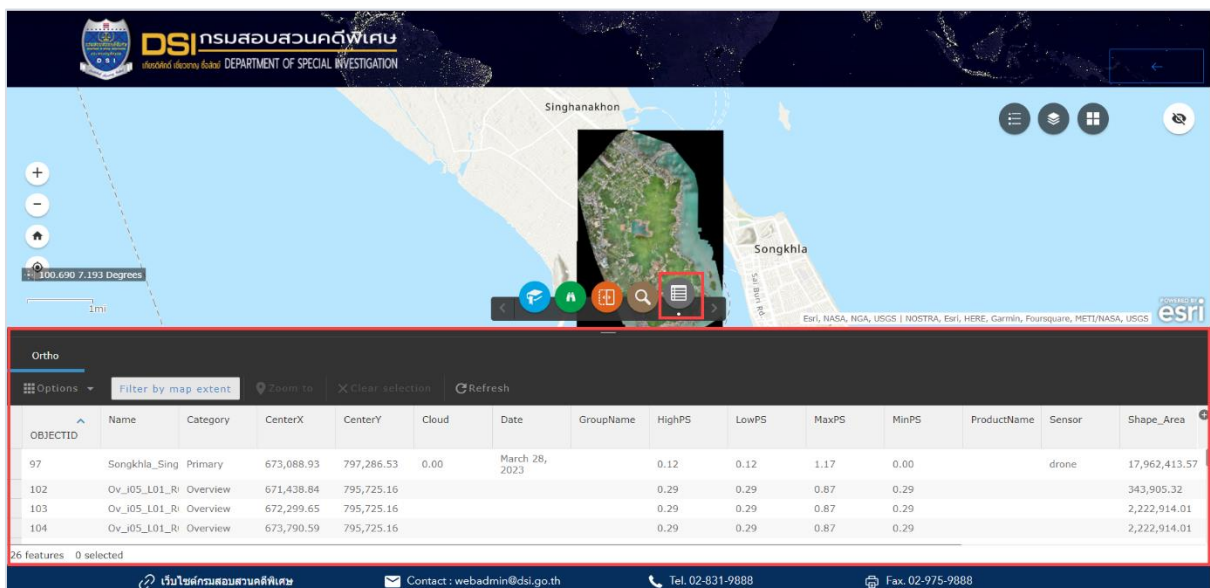 DSI กรมสอบสวนคดีพิเศษ
DEPARTMENT OF SPECIAL INVESTIGATION
DSI
Singhanakhon
Songkhla
Sai Buri Rd
100.690 7.193 Degrees
1mi
Esri, NASA, NGA, USGS | NOSTRA, Esri, HERE, Garmin, Foursquare, METI/NASA, USGS
POWERED BY
esri
Ortho
Options Filter by map extent Zoom to Clear selection Refresh
OBJECTID Name Category CenterX CenterY Cloud Date GroupName HighPS LowPS MaxPS MinPS ProductName Sensor Shape_Area
97 Songkhla_Sing Primary 673,088.93 797,286.53 0.00 March 28, 2023 0.12 0.12 1.17 0.00 drone 17,962,413.57
102 Ov_i05_L01_R Overview 671,438.84 795,725.16 0.29 0.29 0.87 0.29 343,905.32
103 Ov_i05_L01_R Overview 672,299.65 795,725.16 0.29 0.29 0.87 0.29 2,222,914.01
104 Ov_i05_L01_R Overview 673,790.59 795,725.16 0.29 0.29 0.87 0.29 2,222,914.01
26 features 0 selected
เว็บไซต์กรมสอบสวนคดีพิเศษ Contact : webadmin@dsi.go.th Tel. 02-831-9888 Fax. 02-975-9888